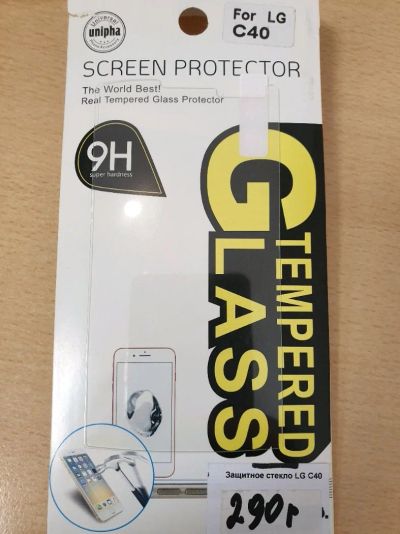 Universal
unipha
For LG
C40
SCREEN PROTECTOR
The World Best!
Real Tempered Glass Protector
9H
super hardness
GLASS
TEMPERED
Защитное стекло LG C40
290 г